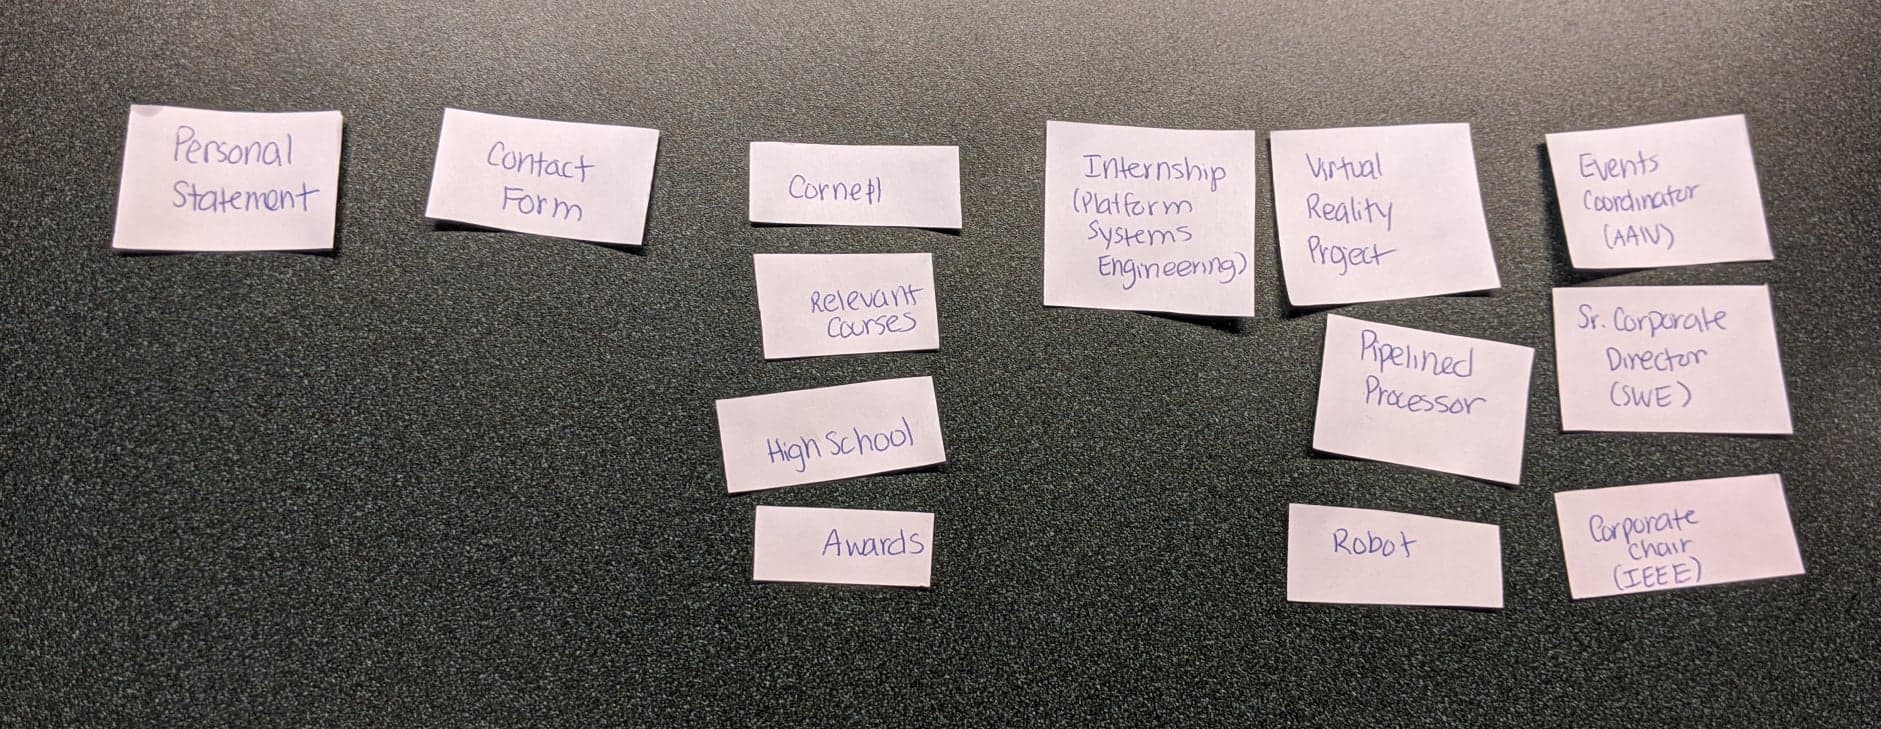 Personal
Statement
Contact
Form
Cornell
Relevant
Courses
High School
Awards
Internship
(Platform
Systems
Engineering)
Virtual
Reality
Project
Pipelined
Processor
Robot
Events
Coordinator
(AAIV)
Sr. Corporate
Director
(SWE)
Corporate
Chair
(IEEE)